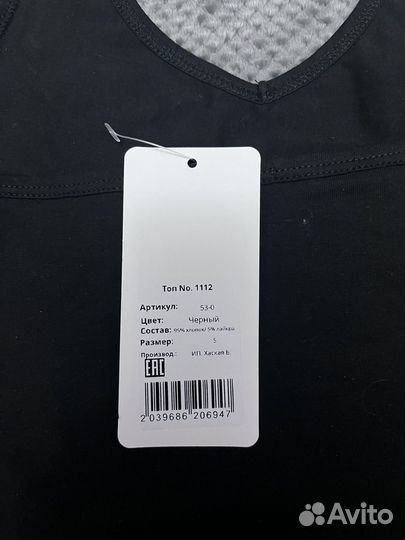 Топ No. 1112
Артикул: 53-0
Цвет: Черный
Состав: 95% хлопок/ 5% лайкра
Размер: S
Производ.: ИП. Хаская Б.
EAC
2 039686 206947
Avito